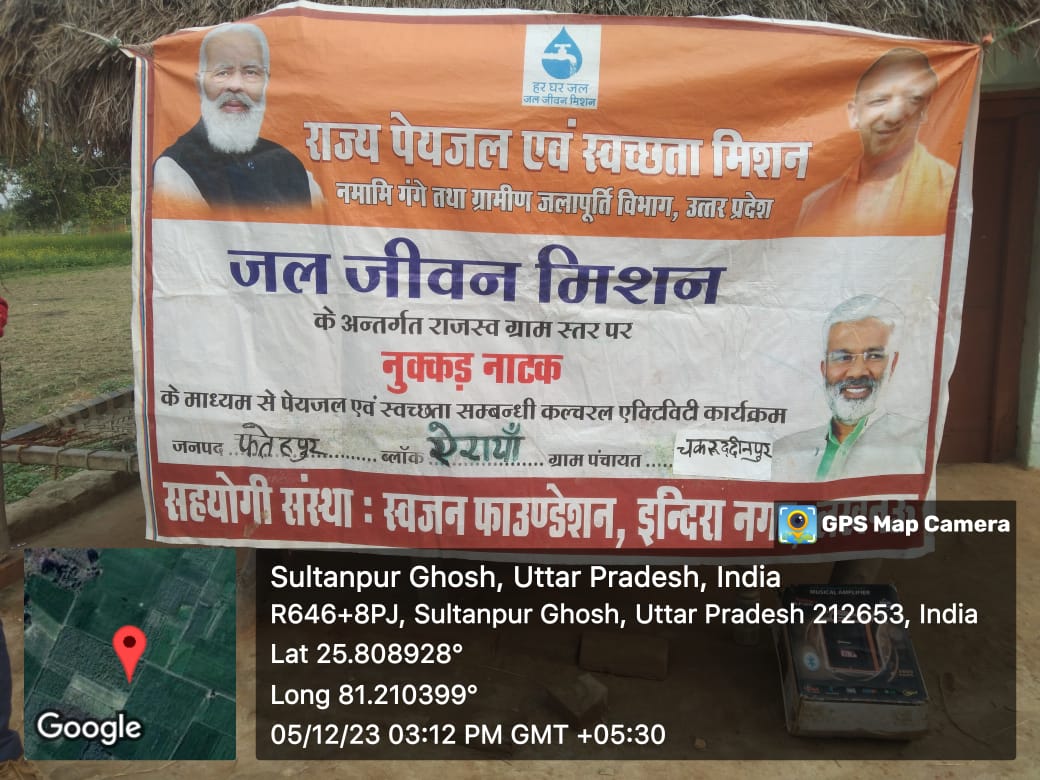 हर घर जल
जल जीवन मिशन
राज्य पेयजल एवं स्वच्छता मिशन
नमामि गंगे तथा ग्रामीण जलापूर्ति विभाग, उत्तर प्रदेश
जल जीवन मिशन
के अन्तर्गत राजस्व ग्राम स्तर पर
नुक्कड़ नाटक
के माध्यम से पेयजल एवं स्वच्छता सम्बन्धी कल्चरल एक्टिविटी कार्यक्रम
जनपद फतेहपुर ब्लॉक ऐरायाँ ग्राम पंचायत ..... चकरूद्दीनपुर
सहयोगी संस्था : स्वजन फाउण्डेशन, इन्दिरा
GPS Map Camera
Sultanpur Ghosh, Uttar Pradesh, India
R646+8PJ, Sultanpur Ghosh, Uttar Pradesh 212653, India
Lat 25.808928°
Long 81.210399°
05/12/23 03:12 PM GMT +05:30
Google
MUSICAL AMPLIFIER